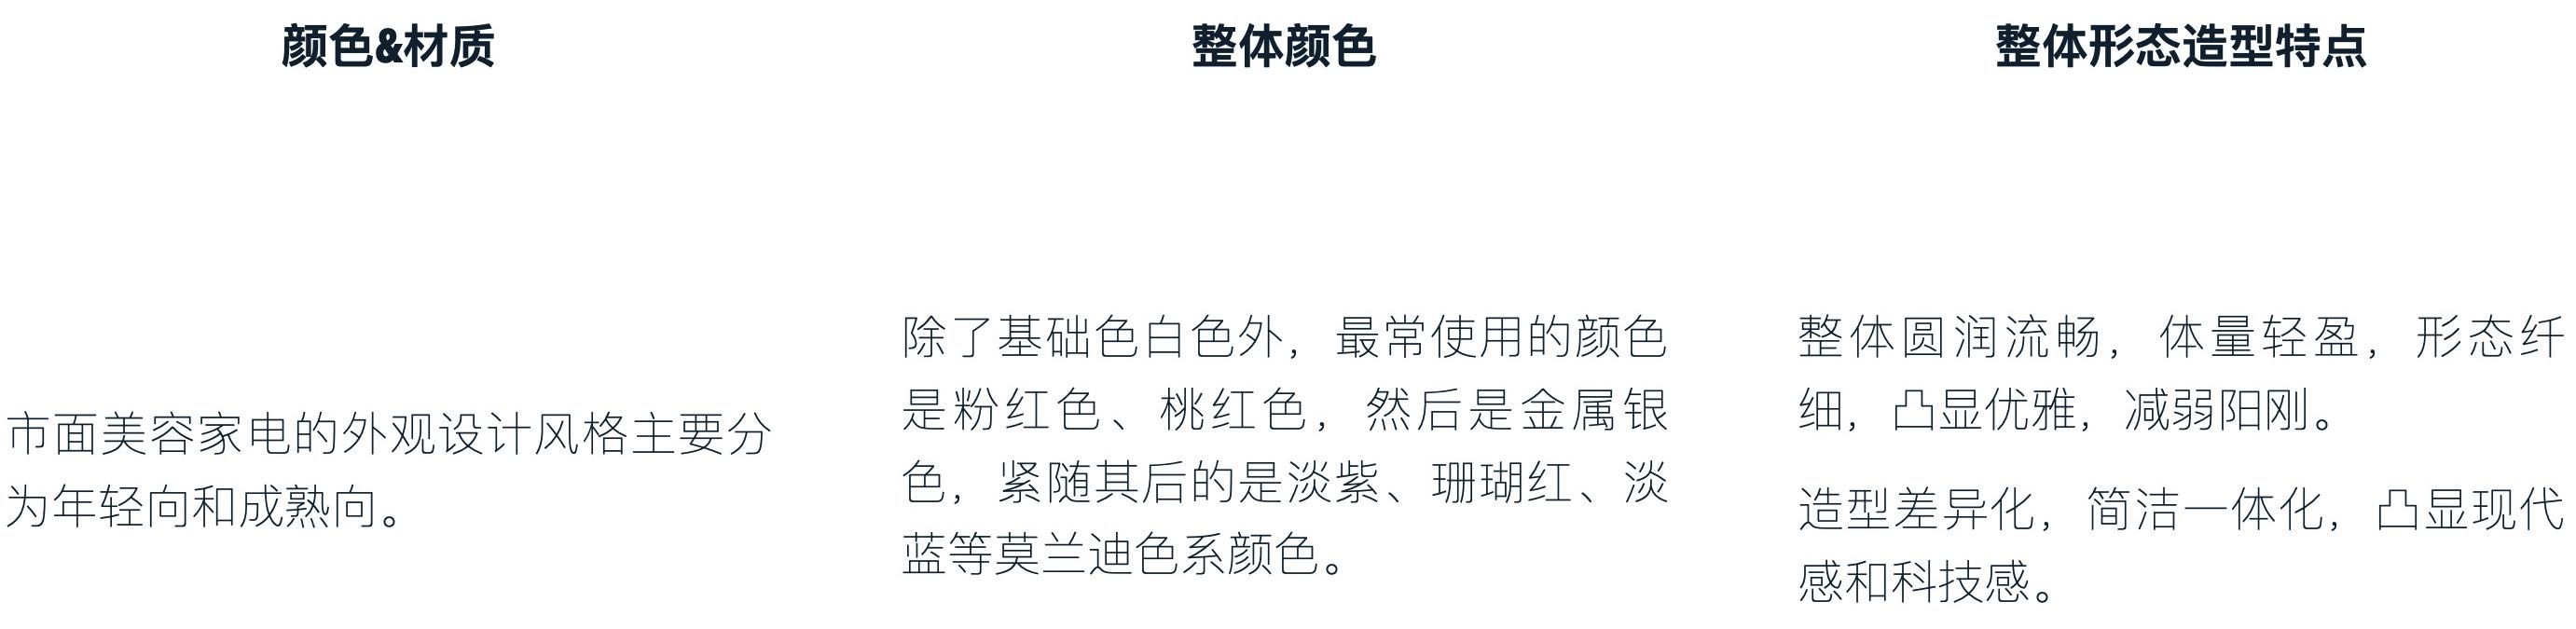 颜色&材质
市面美容家电的外观设计风格主要分
为年轻向和成熟向。
整体颜色
除了基础色白色外，最常使用的颜色
是粉红色、桃红色，然后是金属银
色，紧随其后的是淡紫、珊瑚红、淡
蓝等莫兰迪色系颜色。
整体形态造型特点
整体圆润流畅，体量轻盈，形态纤
细，凸显优雅，减弱阳刚。
造型差异化，简洁一体化，凸显现代
感和科技感。